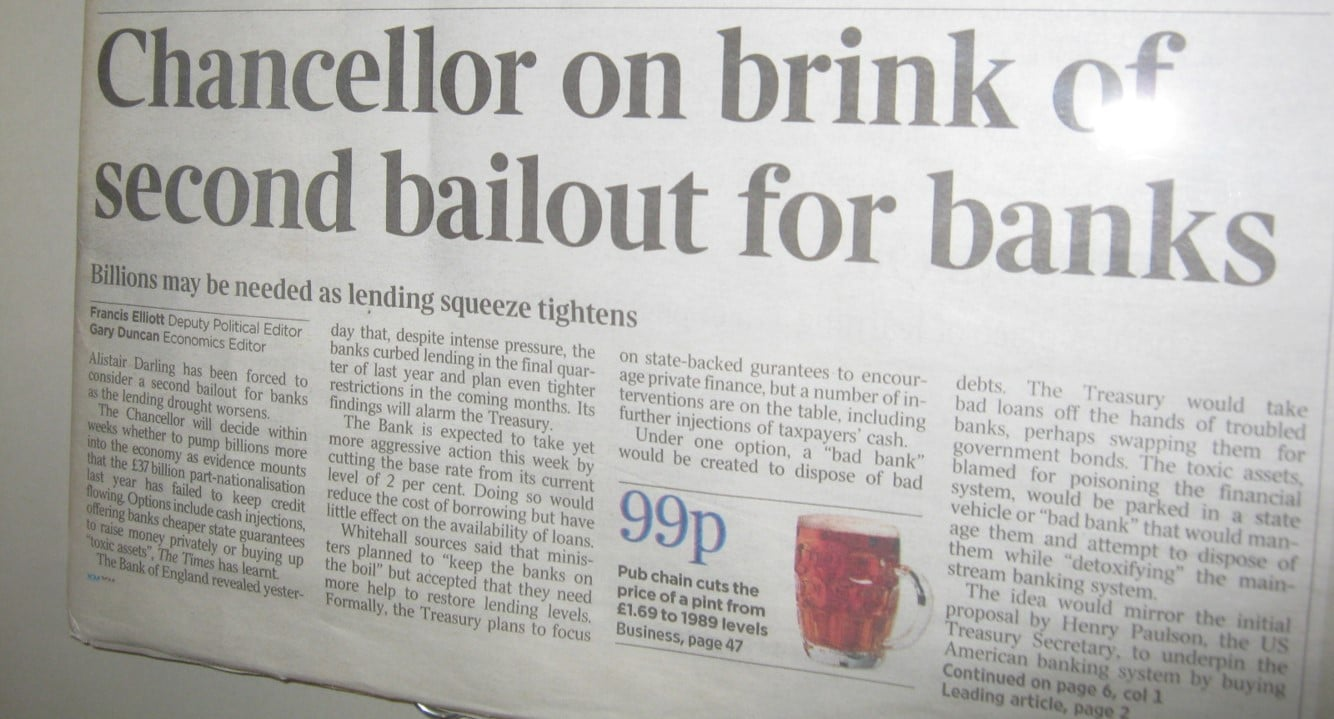 Chancellor on brink of
second bailout for banks
Billions may be needed as lending squeeze tightens
Francis Elliott Deputy Political Editor
Gary Duncan Economics Editor
Alistair Darling has been forced to
consider a second bailout for banks
as the lending drought worsens.
The Chancellor will decide within
weeks whether to pump billions more
into the economy as evidence mounts
that the £37 billion part-nationalisation
last year has failed to keep credit
flowing. Options include cash injections,
offering banks cheaper state guarantees
to raise money privately or buying up
"toxic assets", The Times has learnt.
The Bank of England revealed yester-
day that, despite intense pressure, the
banks curbed lending in the final quar-
ter of last year and plan even tighter
restrictions in the coming months. Its
findings will alarm the Treasury.
The Bank is expected to take yet
more aggressive action this week by
cutting the base rate from its current
level of 2 per cent. Doing so would
reduce the cost of borrowing but have
little effect on the availability of loans.
Whitehall sources said that minis-
ters planned to "keep the banks on
the boil" but accepted that they need
more help to restore lending levels.
Formally, the Treasury plans to focus
on state-backed gurantees to encour-
age private finance, but a number of in-
terventions are on the table, including
further injections of taxpayers' cash.
Under one option, a "bad bank"
would be created to dispose of bad
debts. The Treasury would take
bad loans off the hands of troubled
banks, perhaps swapping them for
government bonds. The toxic assets,
blamed for poisoning the financial
system, would be parked in a state
vehicle or "bad bank" that would man-
age them and attempt to dispose of
them while "detoxifying" the main-
stream banking system.
The idea would mirror the initial
proposal by Henry Paulson, the US
Treasury Secretary, to underpin the
American banking system by buying
Continued on page 6, col 1
Leading article, page 2
99p
Pub chain cuts the
price of a pint from
£1.69 to 1989 levels
Business, page 47